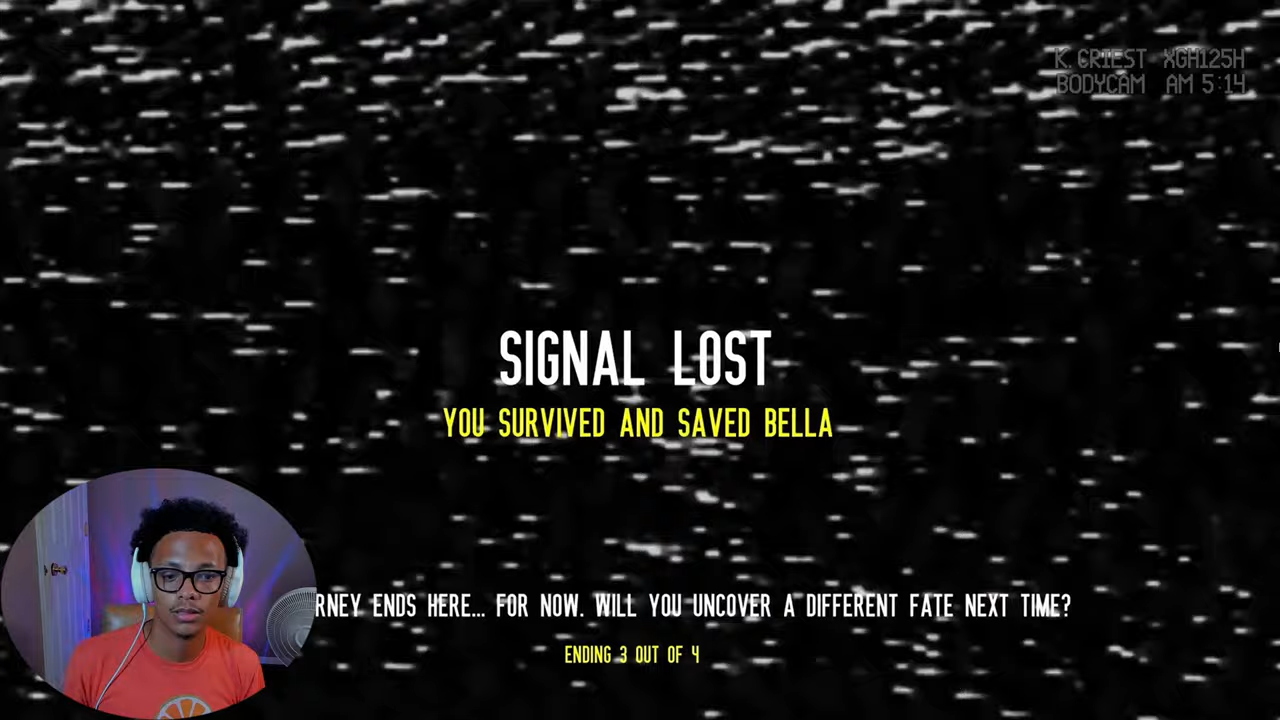 K. CRIEST XGH125H
BODYCAM AM 5:14
SIGNAL LOST
YOU SURVIVED AND SAVED BELLA
RNEY ENDS HERE... FOR NOW. WILL YOU UNCOVER A DIFFERENT FATE NEXT TIME?
ENDING 3 OUT OF 4